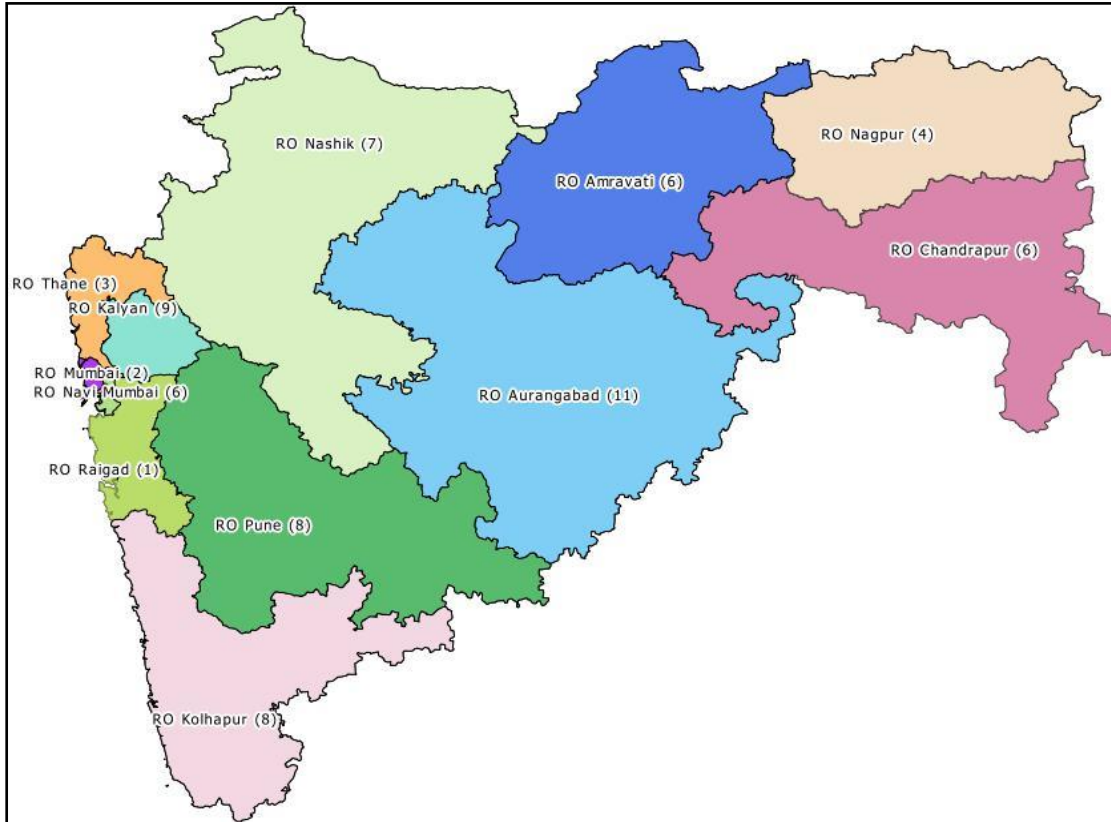 RO Nashik (7)
RO Nagpur (4)
RO Amravati (6)
RO Chandrapur (6)
RO Thane (3)
RO Kalyan (9)
RO Mumbai (2)
RO Navi Mumbai (6)
RO Aurangabad (11)
RO Raigad (1)
RO Pune (8)
RO Kolhapur (8)